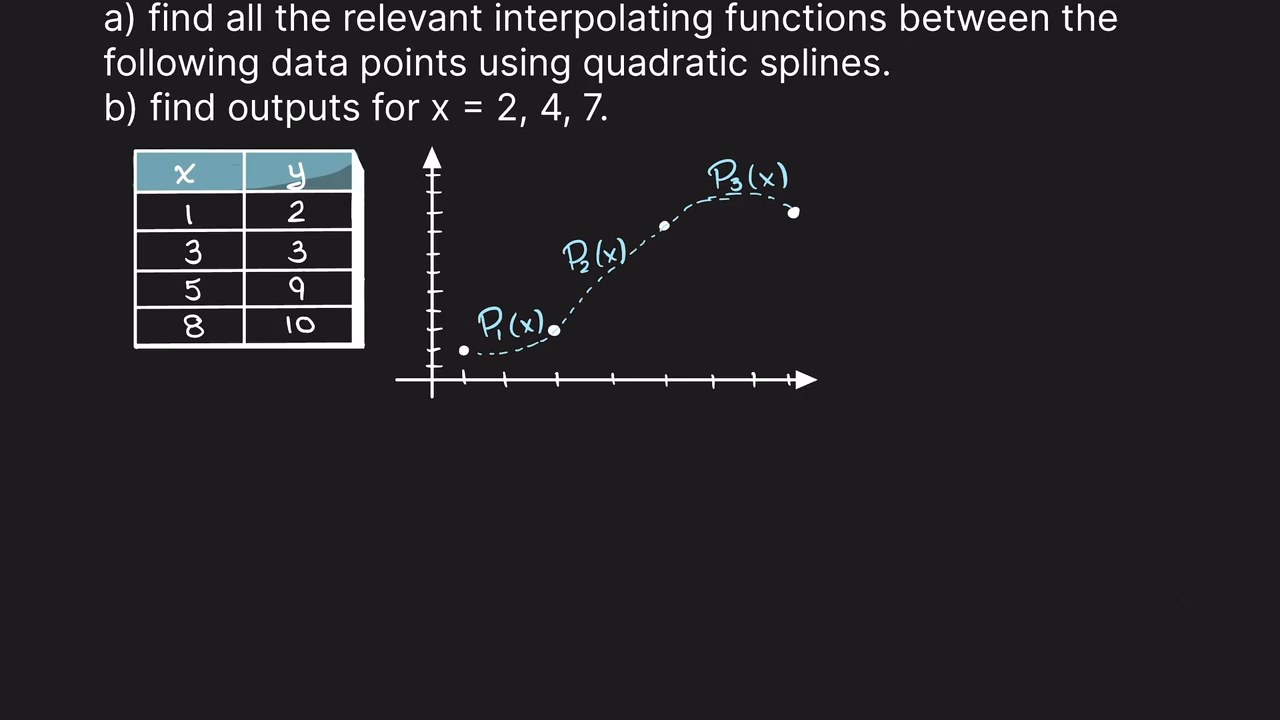 a) find all the relevant interpolating functions between the
following data points using quadratic splines.
b) find outputs for x = 2, 4, 7.
x y
1 2
3 3
5 9
8 10
P₃(x)
P₂(x)
P₁(x)